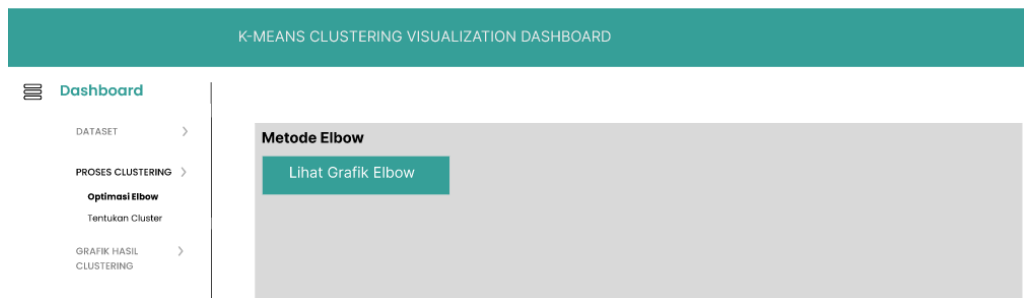 K-MEANS CLUSTERING VISUALIZATION DASHBOARD
Dashboard
DATASET
PROSES CLUSTERING
Optimasi Elbow
Tentukan Cluster
GRAFIK HASIL
CLUSTERING
Metode Elbow
Lihat Grafik Elbow